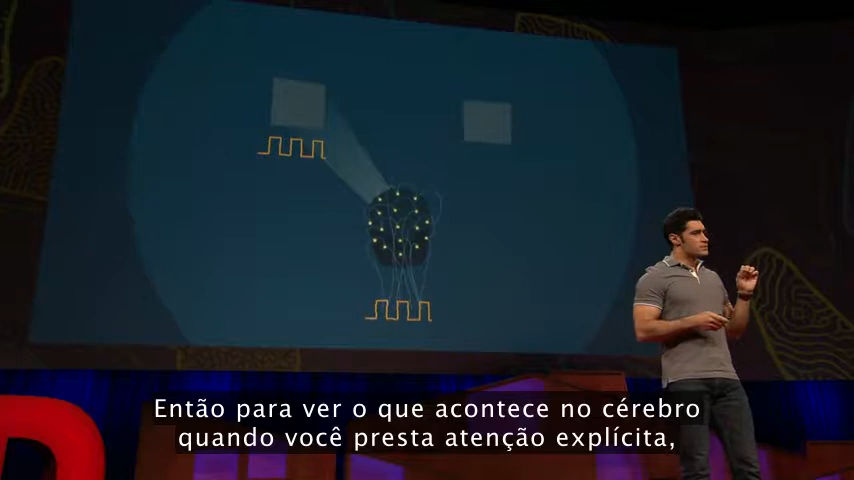 D
Então para ver o que acontece no cérebro
quando você presta atenção explícita,